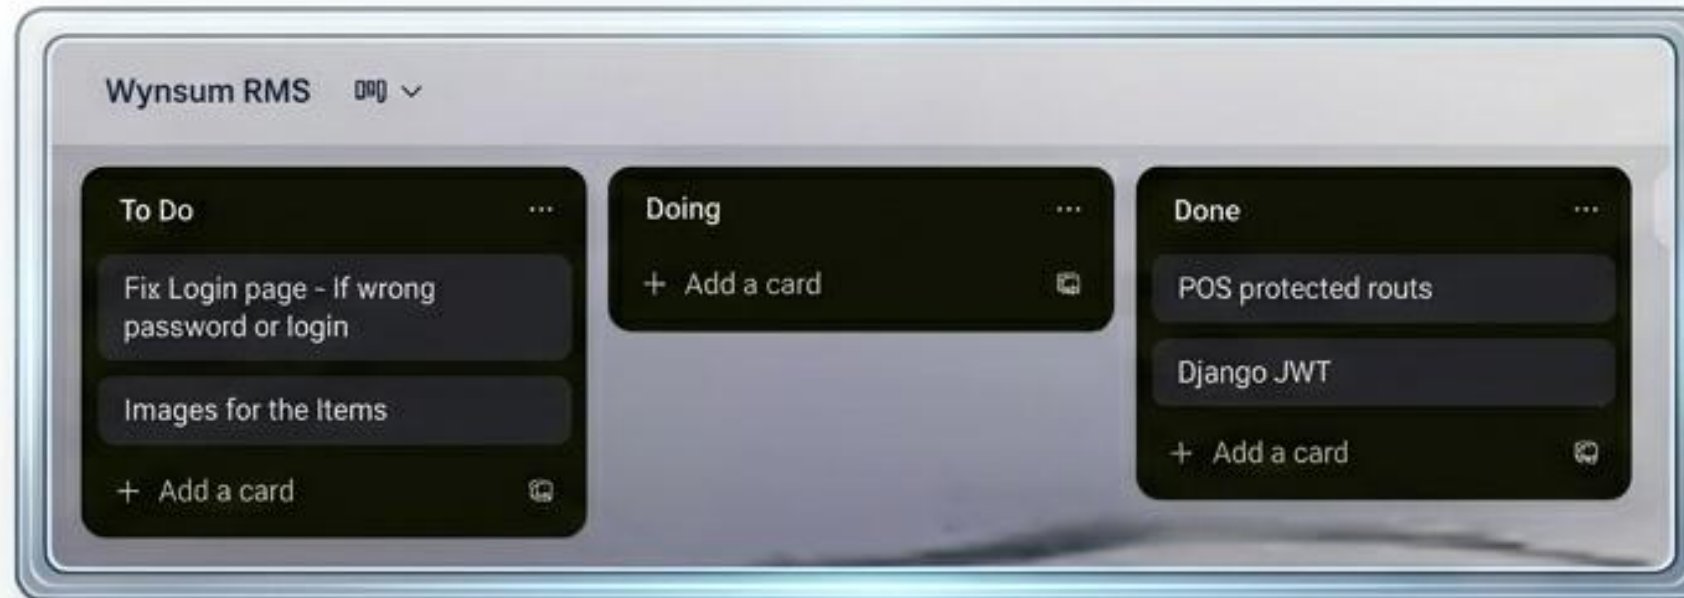 Wynsum RMS
To Do
Fix Login page - If wrong
password or login
Images for the Items
+ Add a card
Doing
+ Add a card
Done
POS protected routs
Django JWT
+ Add a card